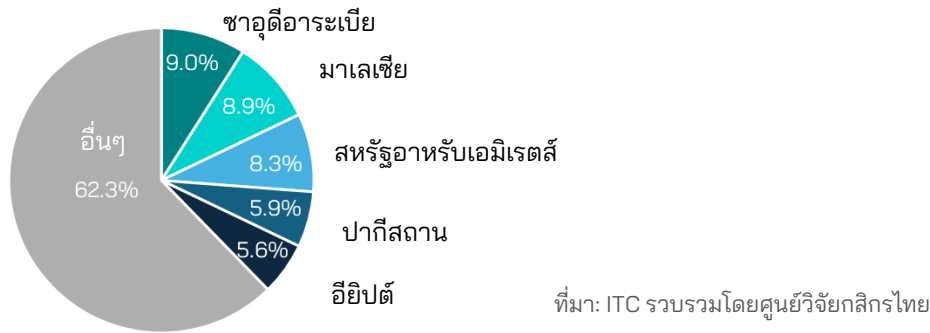 ซาอุดีอาระเบีย
9.0%
มาเลเซีย
8.9%
อื่นๆ
62.3%
สหรัฐอาหรับเอมิเรตส์
8.3%
5.9%
ปากีสถาน
5.6%
อียิปต์
ที่มา: ITC รวบรวมโดยศูนย์วิจัยกสิกรไทย